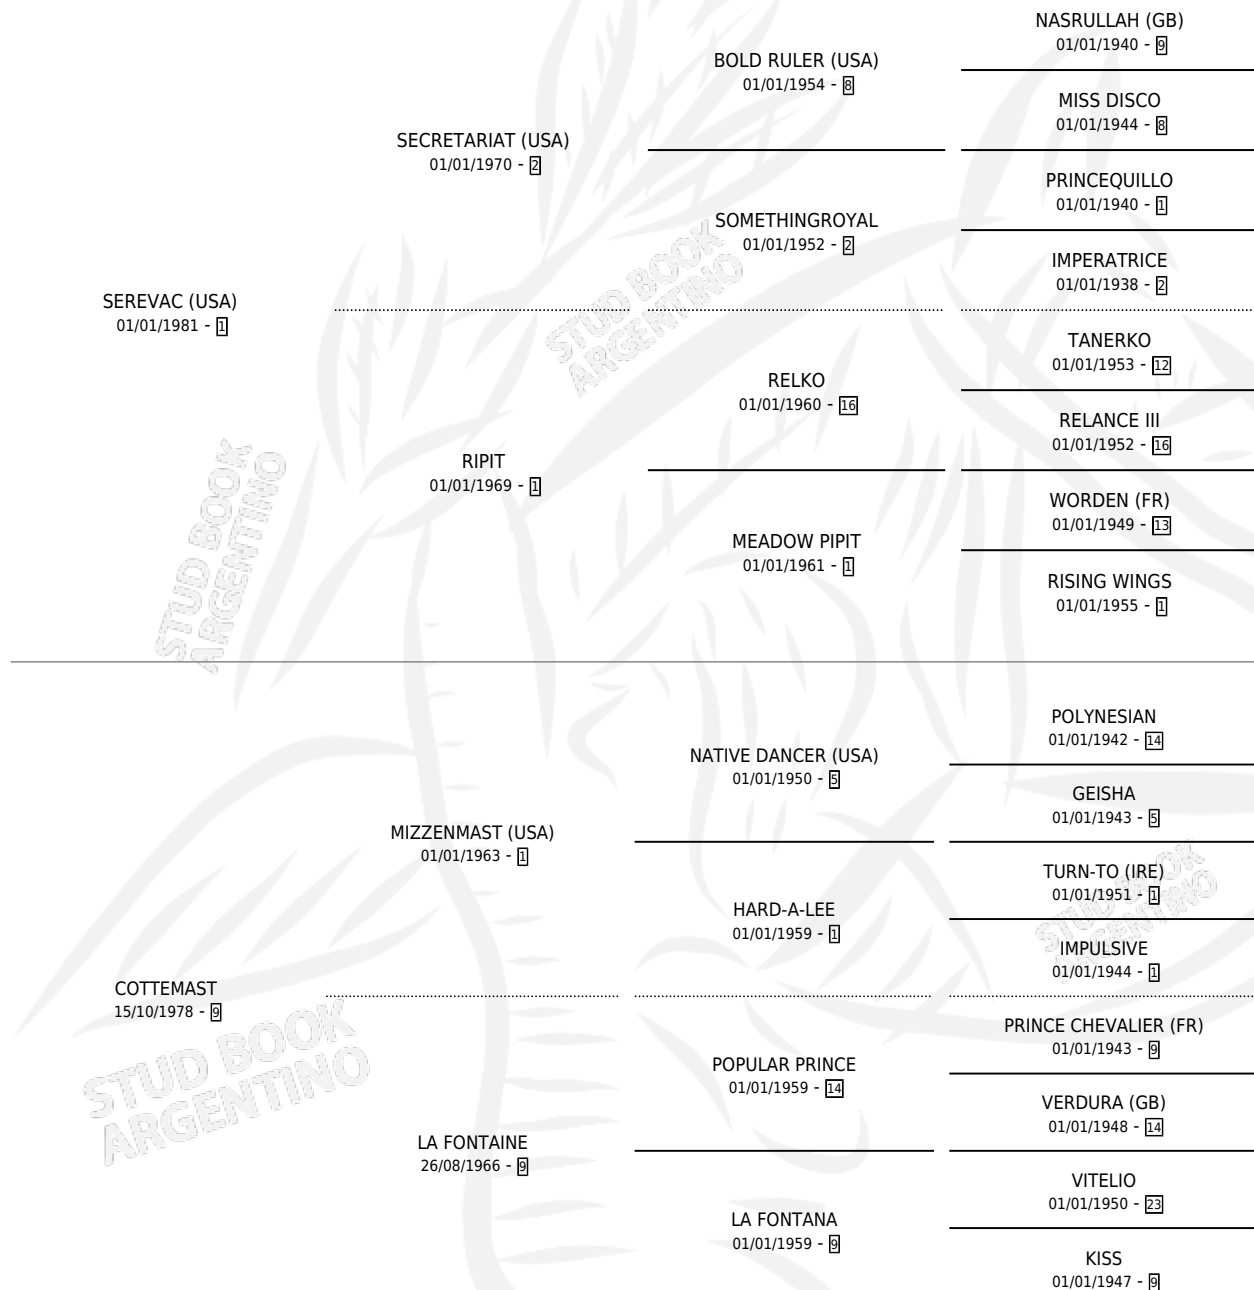 NASRULLAH (GB)
01/01/1940 - 9
BOLD RULER (USA)
01/01/1954 - 8
MISS DISCO
01/01/1944 - 8
SECRETARIAT (USA)
01/01/1970 - 2
PRINCEQUILLO
01/01/1940 - 1
SOMETHINGROYAL
01/01/1952 - 2
IMPERATRICE
01/01/1938 - 2
SEREVAC (USA)
01/01/1981 - 1
TANERKO
01/01/1953 - 12
RELKO
01/01/1960 - 16
RELANCE III
01/01/1952 - 16
RIPIT
01/01/1969 - 1
WORDEN (FR)
01/01/1949 - 13
MEADOW PIPIT
01/01/1961 - 1
RISING WINGS
01/01/1955 - 1
POLYNESIAN
01/01/1942 - 14
NATIVE DANCER (USA)
01/01/1950 - 5
GEISHA
01/01/1943 - 5
MIZZENMAST (USA)
01/01/1963 - 1
TURN-TO (IRE)
01/01/1951 - 1
HARD-A-LEE
01/01/1959 - 1
IMPULSIVE
01/01/1944 - 1
COTTEMAST
15/10/1978 - 9
PRINCE CHEVALIER (FR)
01/01/1943 - 9
POPULAR PRINCE
01/01/1959 - 14
VERDURA (GB)
01/01/1948 - 14
LA FONTAINE
26/08/1966 - 9
VITELIO
01/01/1950 - 23
LA FONTANA
01/01/1959 - 9
KISS
01/01/1947 - 9
STUD BOOK
ARGENTINO
STUD BOOK
ARGENTINO
STUD BOOK
ARGENTINO
STUD BOOK
ARGENTINO